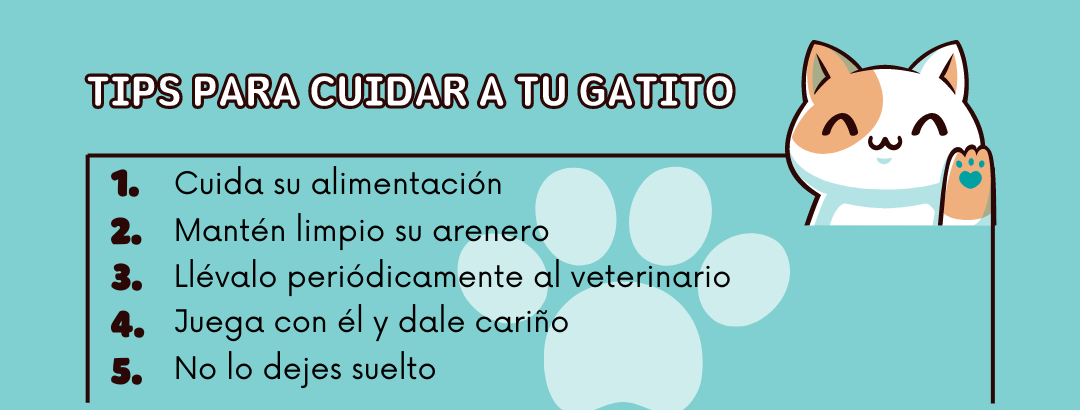 TIPS PARA CUIDAR A TU GATITO
1. Cuida su alimentación
2. Mantén limpio su arenero
3. Llévalo periódicamente al veterinario
4. Juega con él y dale cariño
5. No lo dejes suelto